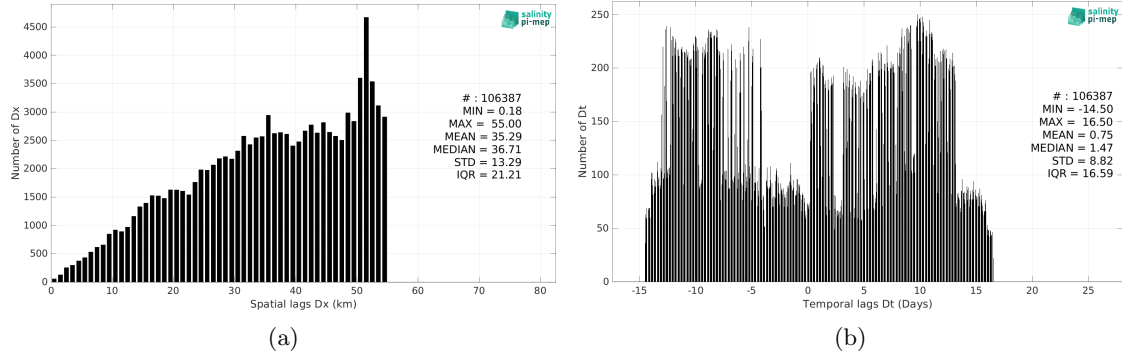 salinity
pi-mep
4500
4000
3500
3000
2500
2000
1500
1000
500
0
Number of Dx
# : 106387
MIN = 0.18
MAX = 55.00
MEAN = 35.29
MEDIAN = 36.71
STD = 13.29
IQR = 21.21
0 10 20 30 40 50 60 70 80
Spatial lags Dx (km)
(a)
salinity
pi-mep
250
200
150
100
50
0
Number of Dt
# : 106387
MIN = -14.50
MAX = 16.50
MEAN = 0.75
MEDIAN = 1.47
STD = 8.82
IQR = 16.59
-15 -10 -5 0 5 10 15 20 25
Temporal lags Dt (Days)
(b)